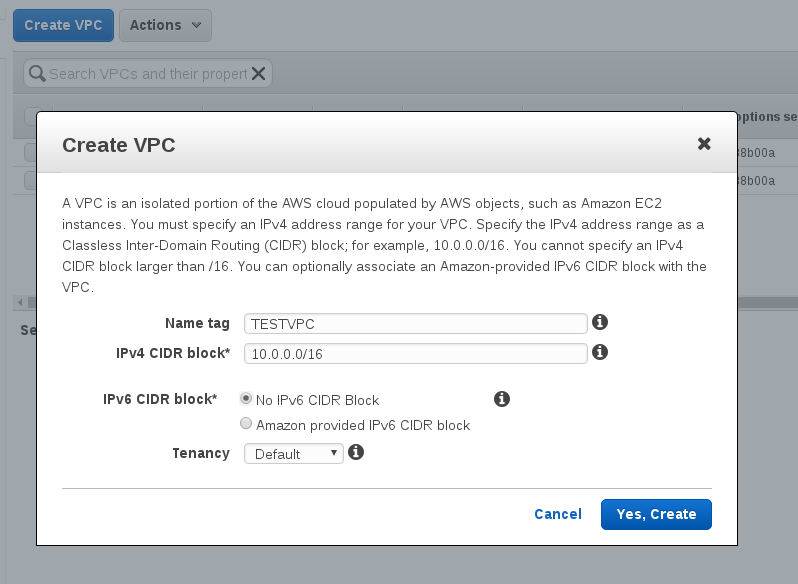 Create VPC Actions
Search VPCs and their propert
options se
Create VPC
38b00a
38b00a
A VPC is an isolated portion of the AWS cloud populated by AWS objects, such as Amazon EC2
instances. You must specify an IPv4 address range for your VPC. Specify the IPv4 address range as a
Classless Inter-Domain Routing (CIDR) block; for example, 10.0.0.0/16. You cannot specify an IPv4
CIDR block larger than /16. You can optionally associate an Amazon-provided IPv6 CIDR block with the
VPC.
Name tag TESTVPC
Se
IPv4 CIDR block* 10.0.0.0/16
IPv6 CIDR block* No IPv6 CIDR Block
Amazon provided IPv6 CIDR block
Tenancy Default
Cancel Yes, Create